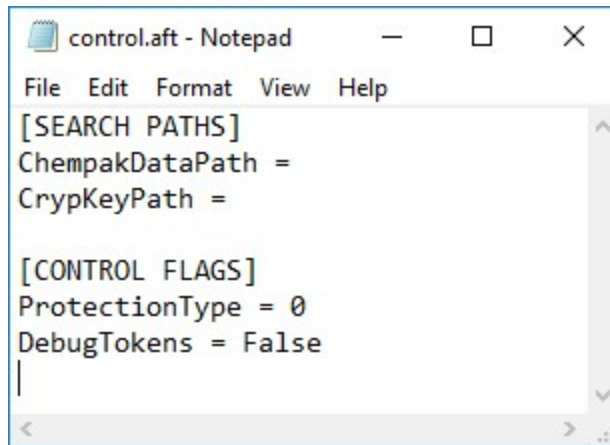 control.aft - Notepad
File Edit Format View Help
[SEARCH PATHS]
ChempakDataPath =
CrypKeyPath =
[CONTROL FLAGS]
ProtectionType = 0
DebugTokens = False